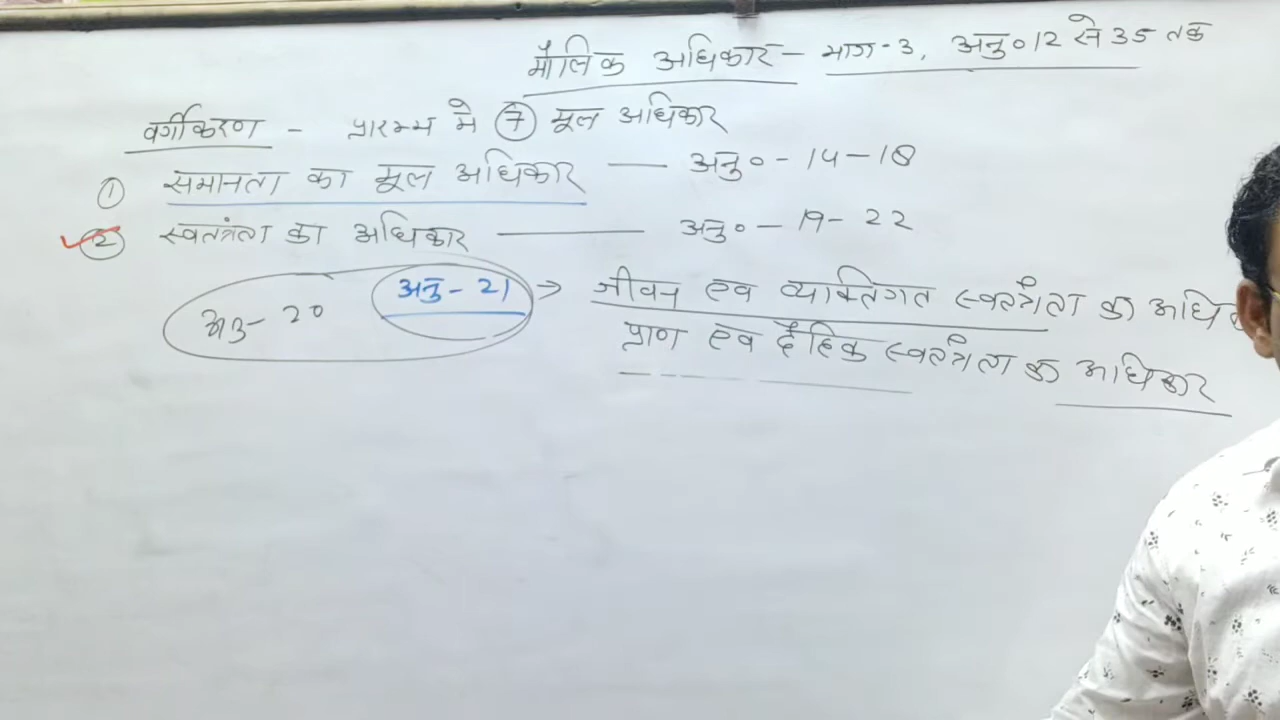 मौलिक अधिकार - भाग-3, अनु० 12 से 35 तक
वर्गीकरण - प्रारम्भ मे 7 मूल अधिकार
1 समानता का मूल अधिकार — अनु० - 14-18
2 स्वतंत्रता का अधिकार — अनु० - 19-22
अनु- 20 अनु- 21 → जीवन एव व्यक्तिगत स्वतंत्रता का
प्राण एव दैहिक स्वतंत्रता का अधिकार